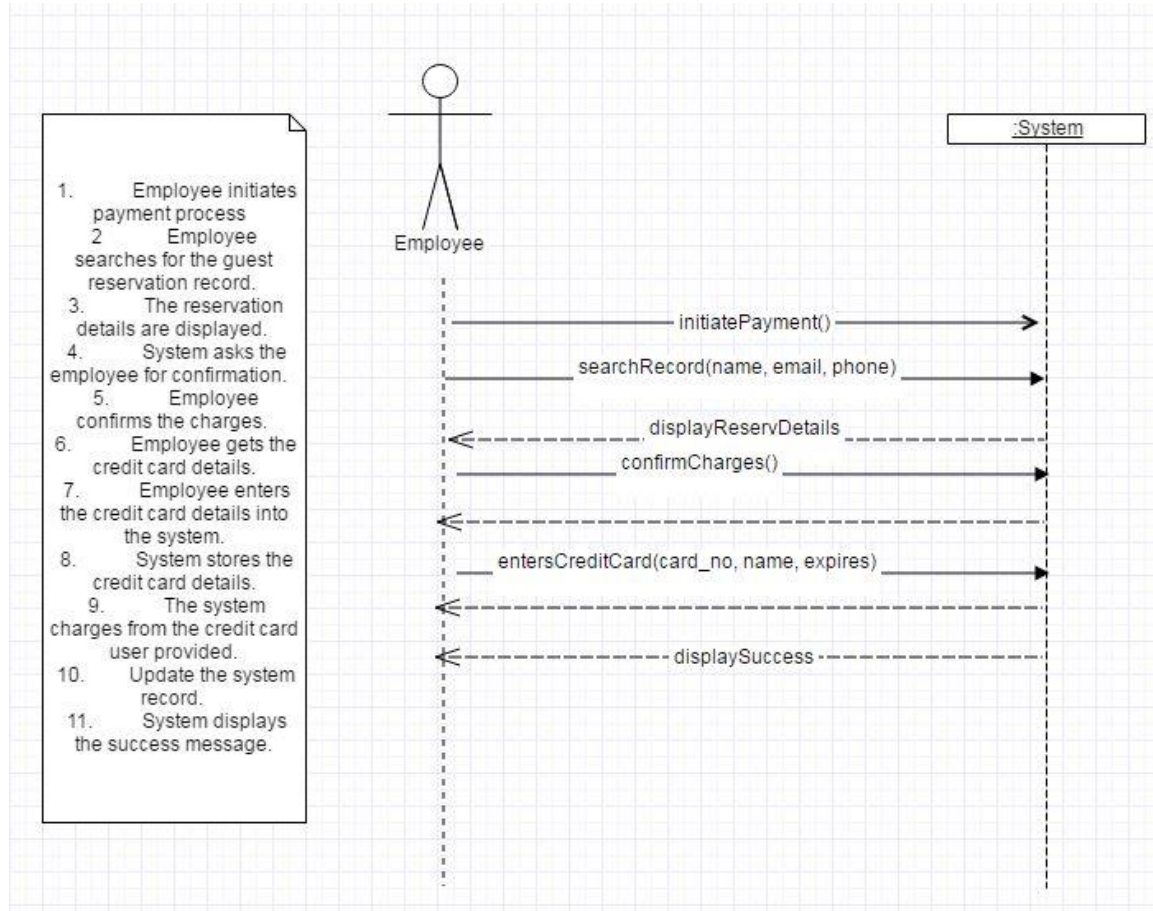 1. Employee initiates
payment process
2 Employee
searches for the guest
reservation record.
3. The reservation
details are displayed.
4. System asks the
employee for confirmation.
5. Employee
confirms the charges.
6. Employee gets the
credit card details.
7. Employee enters
the credit card details into
the system.
8. System stores the
credit card details.
9. The system
charges from the credit card
user provided.
10. Update the system
record.
11. System displays
the success message.
Employee
:System
initiatePayment()
searchRecord(name, email, phone)
displayReservDetails
confirmCharges()
entersCreditCard(card_no, name, expires)
displaySuccess